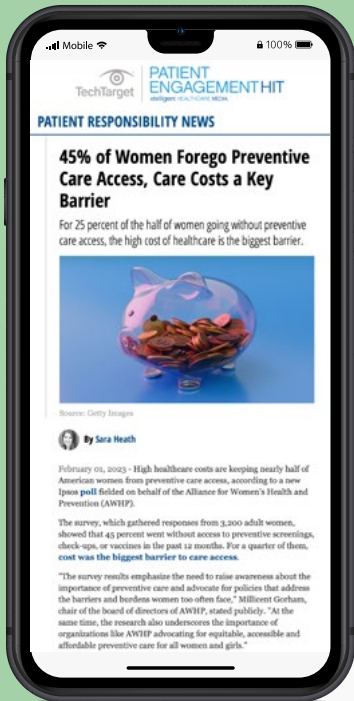 Mobile
100%
TechTarget
PATIENT
ENGAGEMENTHIT
xtelligent HEALTHCARE MEDIA
PATIENT RESPONSIBILITY NEWS
45% of Women Forego Preventive
Care Access, Care Costs a Key
Barrier
For 25 percent of the half of women going without preventive
care access, the high cost of healthcare is the biggest barrier.
Source: Getty Images
By Sara Heath
February 01, 2023 - High healthcare costs are keeping nearly half of
American women from preventive care access, according to a new
Ipsos poll fielded on behalf of the Alliance for Women's Health and
Prevention (AWHP).
The survey, which gathered responses from 3,200 adult women,
showed that 45 percent went without access to preventive screenings,
check-ups, or vaccines in the past 12 months. For a quarter of them,
cost was the biggest barrier to care access.
"The survey results emphasize the need to raise awareness about the
importance of preventive care and advocate for policies that address
the barriers and burdens women too often face," Millicent Gorham,
chair of the board of directors of AWHP, stated publicly. "At the
same time, the research also underscores the importance of
organizations like AWHP advocating for equitable, accessible and
affordable preventive care for all women and girls."